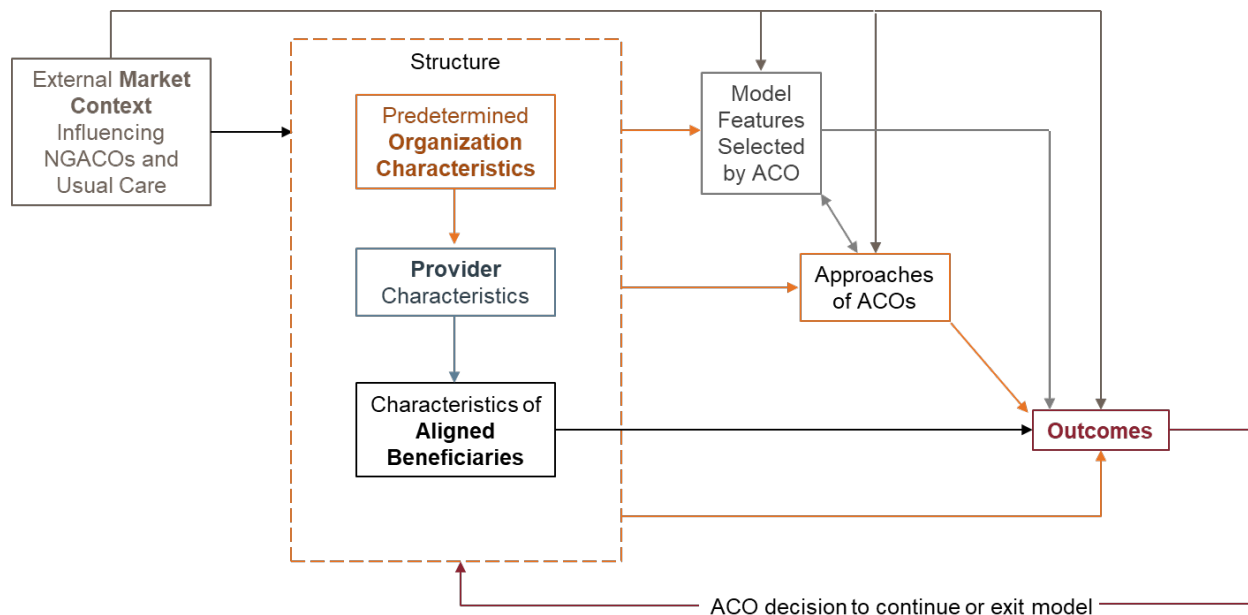 External Market
Context
Influencing
NGACOs and
Usual Care
Structure
Predetermined
Organization
Characteristics
Provider
Characteristics
Characteristics of
Aligned
Beneficiaries
Model
Features
Selected
by ACO
Approaches
of ACOs
Outcomes
ACO decision to continue or exit model